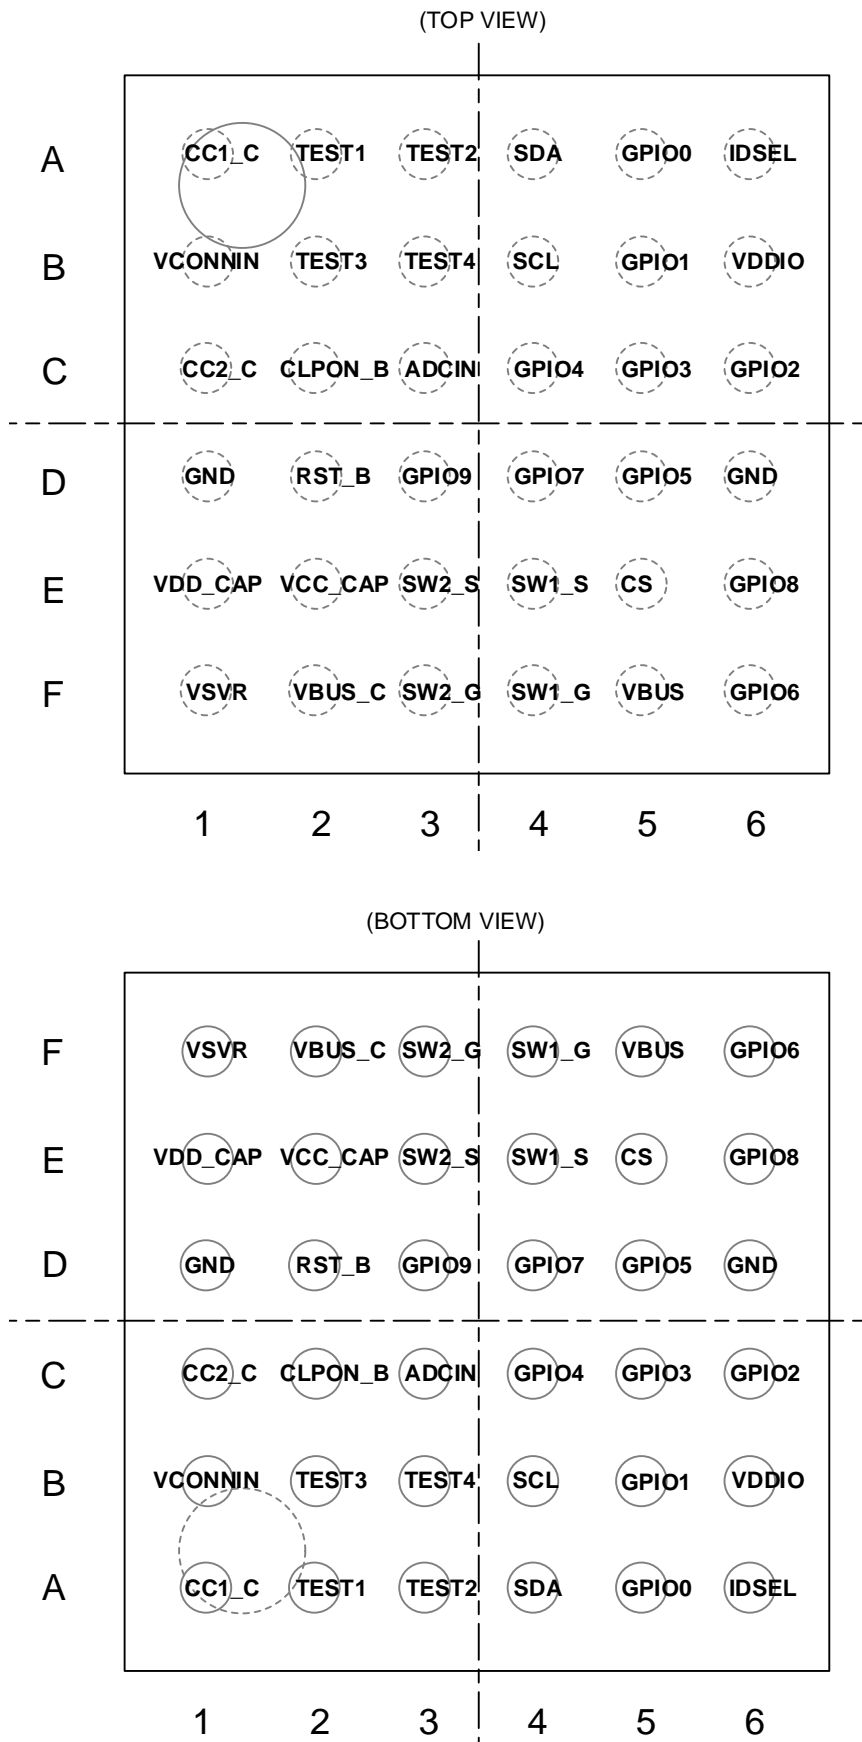 (TOP VIEW)
A CC1_C TEST1 TEST2 SDA GPIO0 IDSEL
B VCONNIN TEST3 TEST4 SCL GPIO1 VDDIO
C CC2_C CLPON_B ADCIN GPIO4 GPIO3 GPIO2
D GND RST_B GPIO9 GPIO7 GPIO5 GND
E VDD_CAP VCC_CAP SW2_S SW1_S CS GPIO8
F VSVR VBUS_C SW2_G SW1_G VBUS GPIO6
1 2 3 4 5 6
(BOTTOM VIEW)
F VSVR VBUS_C SW2_G SW1_G VBUS GPIO6
E VDD_CAP VCC_CAP SW2_S SW1_S CS GPIO8
D GND RST_B GPIO9 GPIO7 GPIO5 GND
C CC2_C CLPON_B ADCIN GPIO4 GPIO3 GPIO2
B VCONNIN TEST3 TEST4 SCL GPIO1 VDDIO
A CC1_C TEST1 TEST2 SDA GPIO0 IDSEL
1 2 3 4 5 6